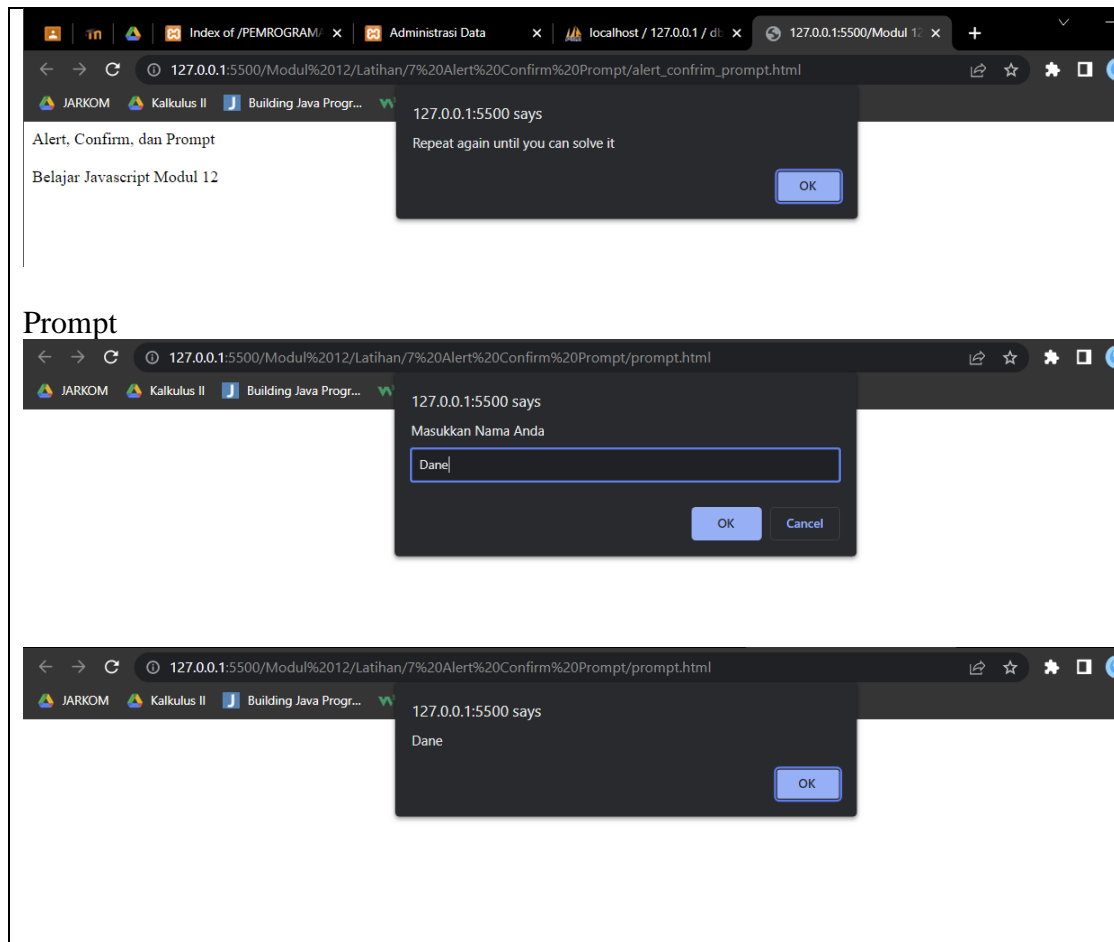 Index of /PEMROGRAMA
Administrasi Data
localhost / 127.0.0.1 / db
127.0.0.1:5500/Modul 12
127.0.0.1:5500/Modul%2012/Latihan/7%20Alert%20Confirm%20Prompt/alert_confrim_prompt.html
JARKOM
Kalkulus II
Building Java Progr...
127.0.0.1:5500 says
Repeat again until you can solve it
OK
Alert, Confirm, dan Prompt
Belajar Javascript Modul 12
Prompt
127.0.0.1:5500/Modul%2012/Latihan/7%20Alert%20Confirm%20Prompt/prompt.html
JARKOM
Kalkulus II
Building Java Progr...
127.0.0.1:5500 says
Masukkan Nama Anda
Dane
OK
Cancel
127.0.0.1:5500/Modul%2012/Latihan/7%20Alert%20Confirm%20Prompt/prompt.html
JARKOM
Kalkulus II
Building Java Progr...
127.0.0.1:5500 says
Dane
OK